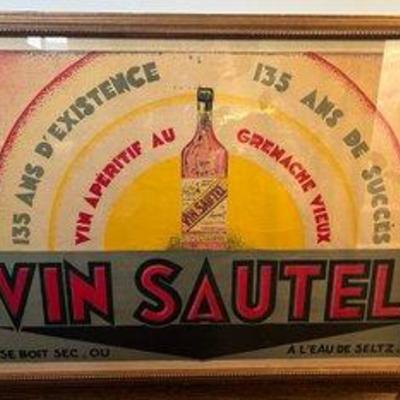 135 ANS D'EXISTENCE 135 ANS DE SUCCÈS
VIN APÉRITIF AU GRENACHE VIEUX
VIN SAUTEL
VIN SAUTEL
SE BOIT SEC, OU À L'EAU DE SELTZ.